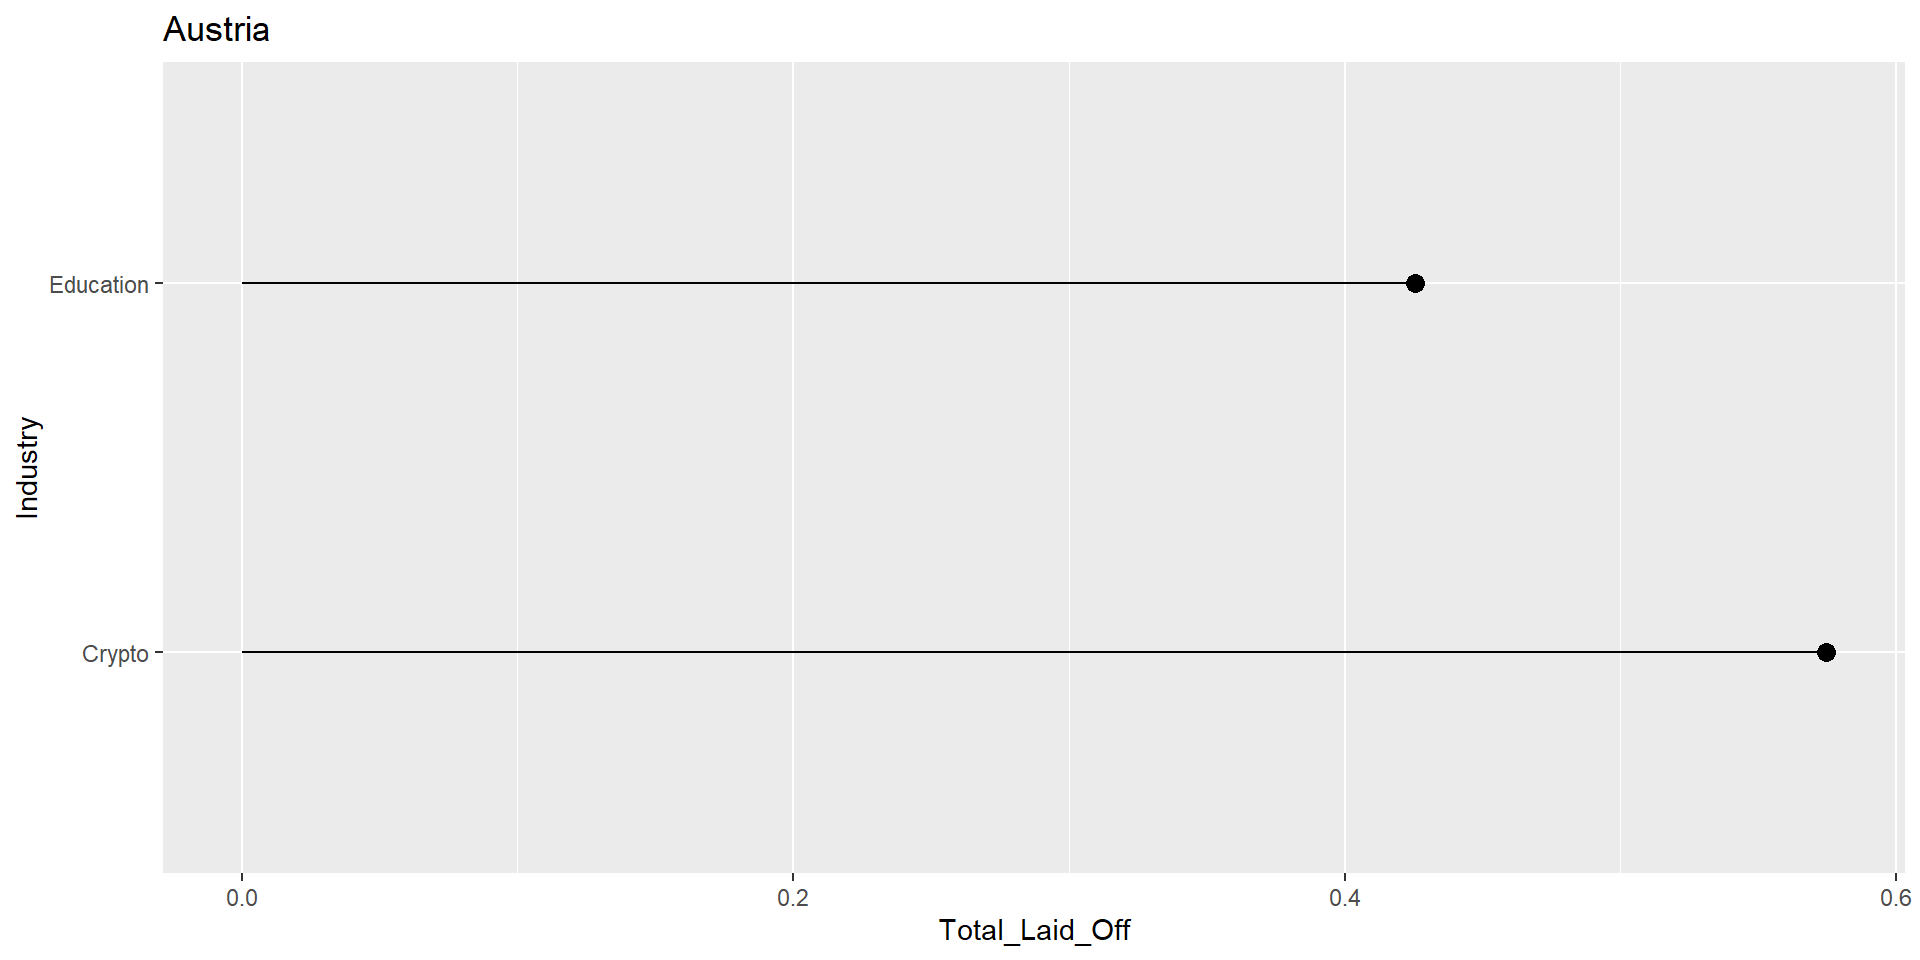 Austria
Education
Industry
Crypto
0.0 0.2 0.4 0.6
Total_Laid_Off